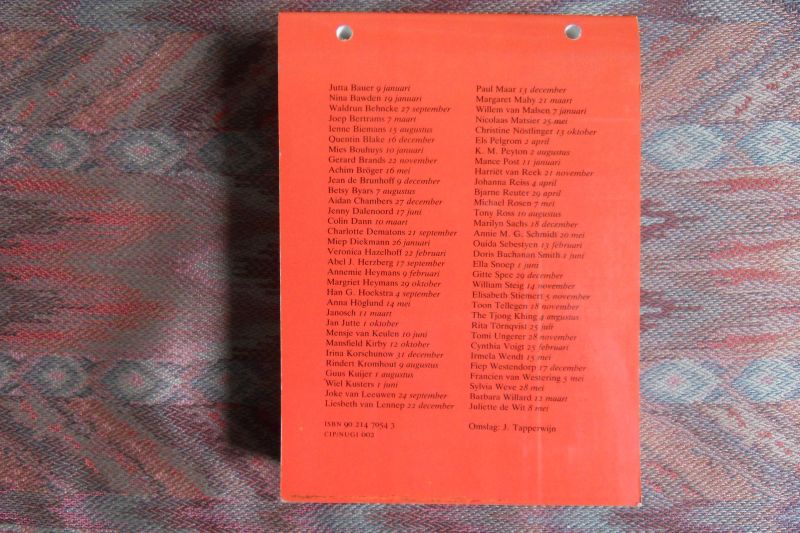 Jutta Bauer 9 januari
Nina Bawden 19 januari
Waldrun Behncke 27 september
Joep Bertrams 7 maart
Ienne Biemans 15 augustus
Quentin Blake 16 december
Mies Bouhuys 10 januari
Gerard Brands 22 november
Achim Bröger 16 mei
Jean de Brunhoff 9 december
Betsy Byars 7 augustus
Aidan Chambers 27 december
Jenny Dalenoord 17 juni
Colin Dann 10 maart
Charlotte Dematons 21 september
Miep Diekmann 26 januari
Veronica Hazelhoff 22 februari
Abel J. Herzberg 17 september
Annemie Heymans 9 februari
Margriet Heymans 29 oktober
Han G. Hoekstra 4 september
Anna Höglund 14 mei
Janosch 11 maart
Jan Jutte 1 oktober
Mensje van Keulen 10 juni
Mansfield Kirby 12 oktober
Irina Korschunow 31 december
Rindert Kromhout 9 augustus
Guus Kuijer 1 augustus
Wiel Kusters 1 juni
Joke van Leeuwen 24 september
Liesbeth van Lennep 22 december
ISBN 90 214 7954 3
CIP/NUGI 002
Paul Maar 13 december
Margaret Mahy 21 maart
Willem van Malsen 7 januari
Nicolaas Matsier 25 mei
Christine Nöstlinger 13 oktober
Els Pelgrom 2 april
K. M. Peyton 2 augustus
Mance Post 11 januari
Harriët van Reek 21 november
Johanna Reiss 4 april
Bjarne Reuter 29 april
Michael Rosen 7 mei
Tony Ross 10 augustus
Marilyn Sachs 18 december
Annie M. G. Schmidt 20 mei
Ouida Sebestyen 13 februari
Doris Buchanan Smith 1 juni
Ella Snoep 1 juni
Gitte Spec 29 december
William Steig 14 november
Elisabeth Stiemert 5 november
Toon Tellegen 18 november
The Tjong Khing 4 augustus
Rita Törnqvist 25 juli
Tomi Ungerer 28 november
Cynthia Voigt 25 februari
Irmela Wendt 15 mei
Fiep Westendorp 17 december
Francien van Westering 3 mei
Sylvia Weve 28 mei
Barbara Willard 12 maart
Juliette de Wit 8 mei
Omslag: J. Tapperwijn